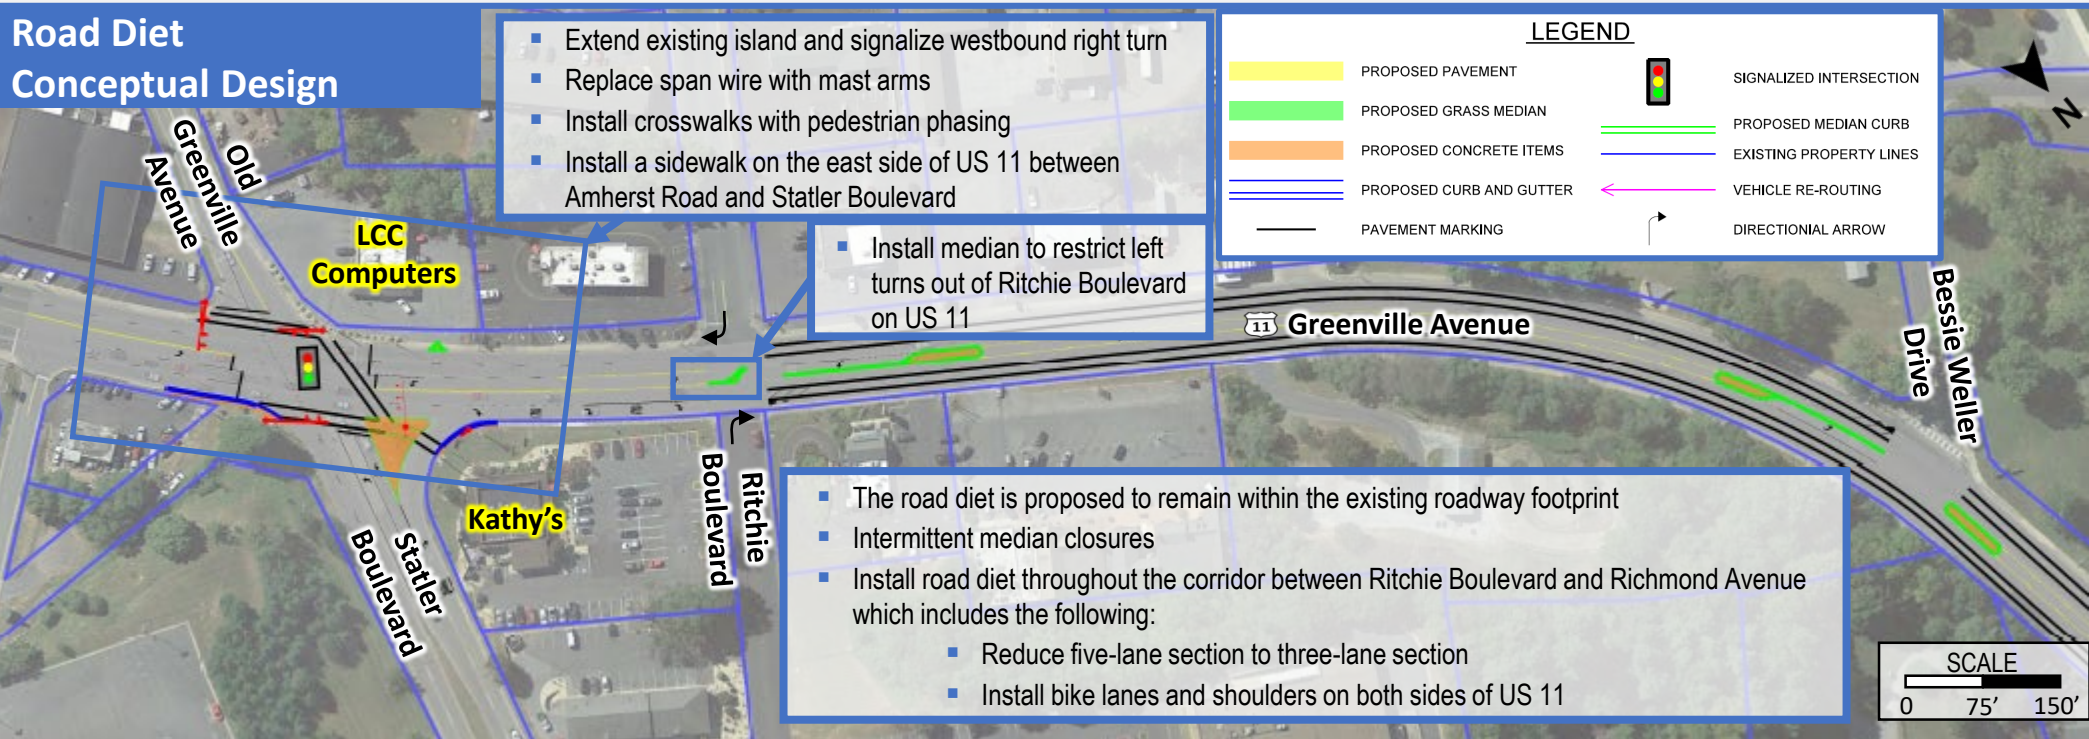 Road Diet
Conceptual Design
▪ Extend existing island and signalize westbound right turn
▪ Replace span wire with mast arms
▪ Install crosswalks with pedestrian phasing
▪ Install a sidewalk on the east side of US 11 between
Amherst Road and Statler Boulevard
LEGEND
PROPOSED PAVEMENT
PROPOSED GRASS MEDIAN
PROPOSED CONCRETE ITEMS
PROPOSED CURB AND GUTTER
PAVEMENT MARKING
SIGNALIZED INTERSECTION
PROPOSED MEDIAN CURB
EXISTING PROPERTY LINES
VEHICLE RE-ROUTING
DIRECTIONIAL ARROW
N
Old
Greenville
Avenue
LCC
Computers
▪ Install median to restrict left
turns out of Ritchie Boulevard
on US 11
11 Greenville Avenue
Bessie Weller
Drive
Kathy's
Statler
Boulevard
Ritchie
Boulevard
▪ The road diet is proposed to remain within the existing roadway footprint
▪ Intermittent median closures
▪ Install road diet throughout the corridor between Ritchie Boulevard and Richmond Avenue
which includes the following:
▪ Reduce five-lane section to three-lane section
▪ Install bike lanes and shoulders on both sides of US 11
SCALE
0 75' 150'